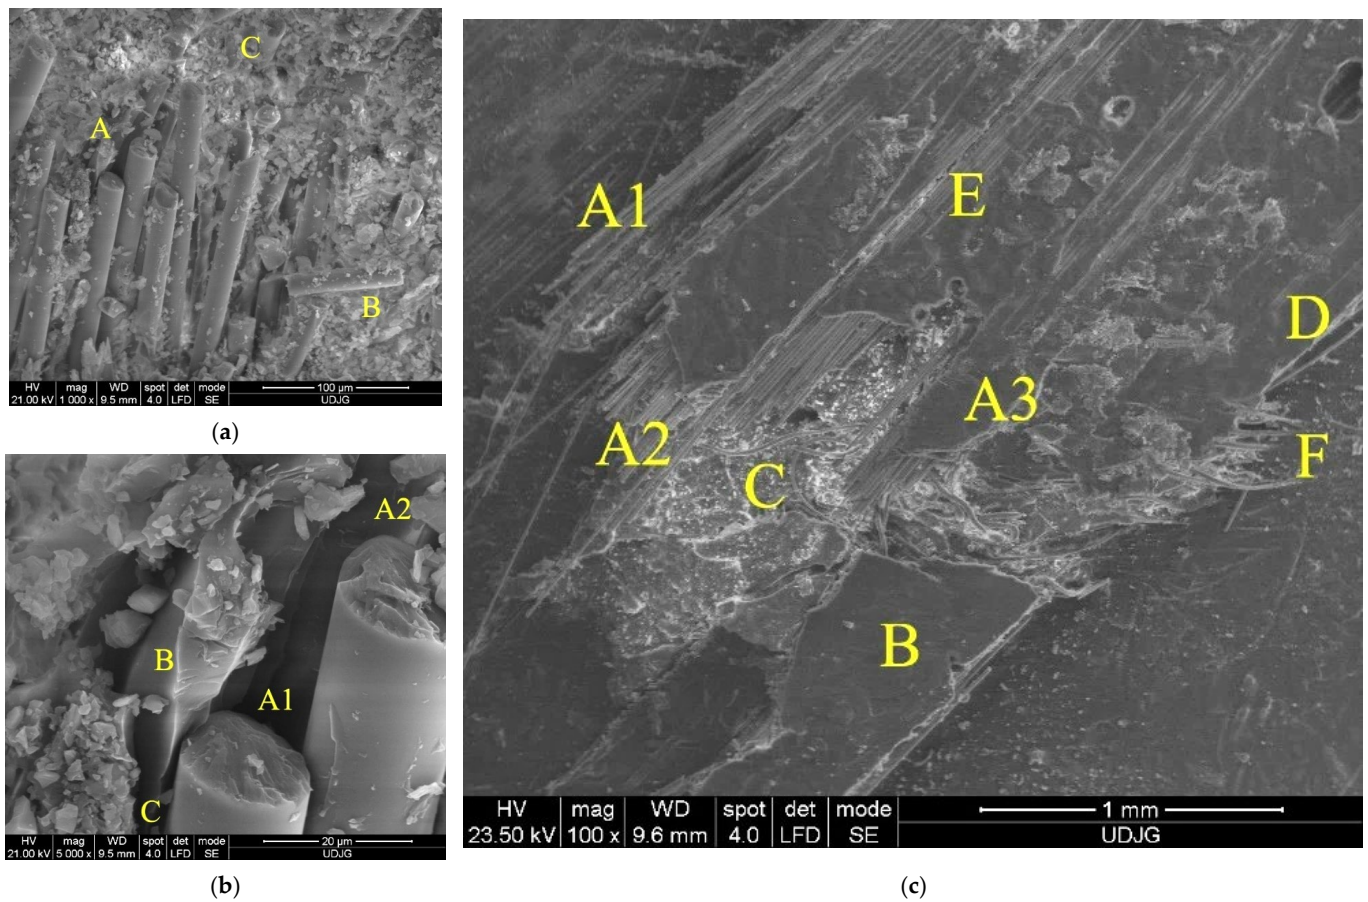 C
A
B
HV mag WD spot det mode 100 µm
21.00 kV 1 000 x 9.5 mm 4.0 LFD SE UDJG
(a)
A2
B
A1
C
HV mag WD spot det mode 20 µm
21.00 kV 5 000 x 9.5 mm 4.0 LFD SE UDJG
(b)
A1
E
D
A3
A2
C
F
B
HV mag WD spot det mode 1 mm
23.50 kV 100 x 9.6 mm 4.0 LFD SE UDJG
(c)